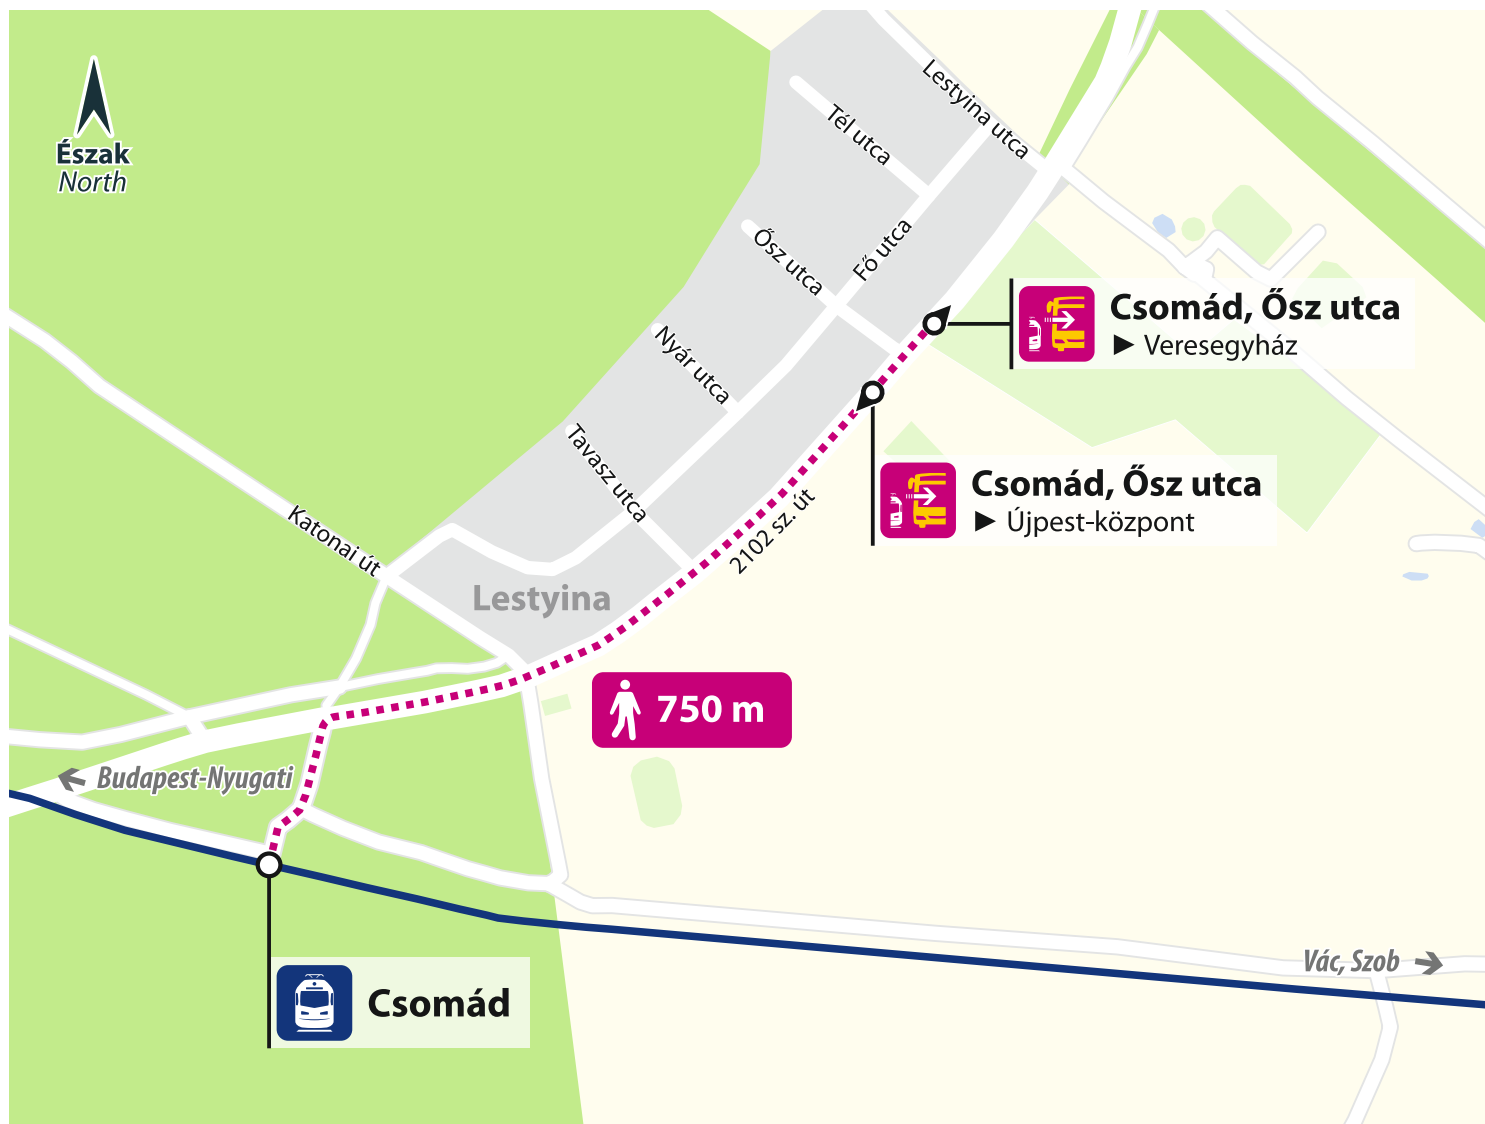 Észak
North
Lestyina utca
Tél utca
Ősz utca
Fő utca
Nyár utca
Tavasz utca
Katonai út
2102 sz. út
Lestyina
Csomád, Ősz utca
► Veresegyház
Csomád, Ősz utca
► Újpest-központ
750 m
Budapest-Nyugati
Vác, Szob
Csomád